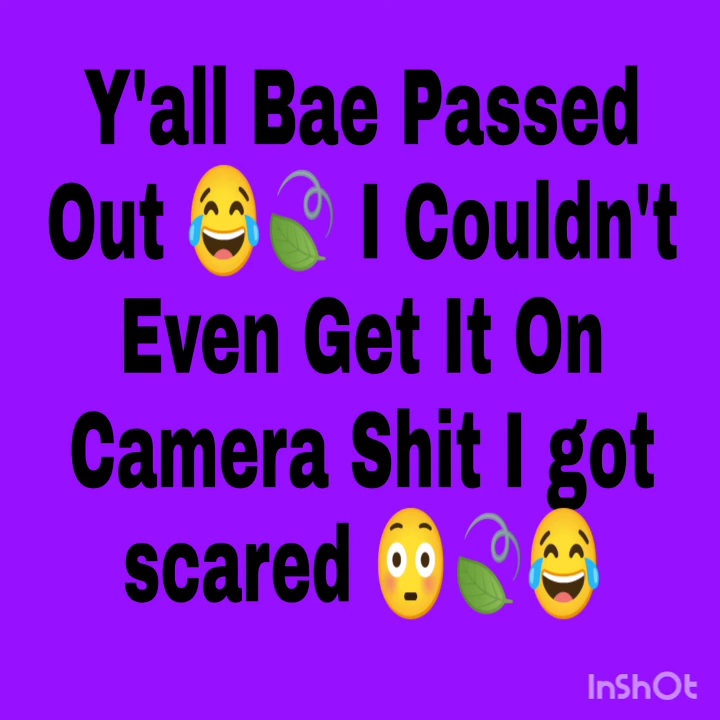 Y'all Bae Passed
Out 😂🍃 I Couldn't
Even Get It On
Camera Shit I got
scared 😳🍃😂
InShOt